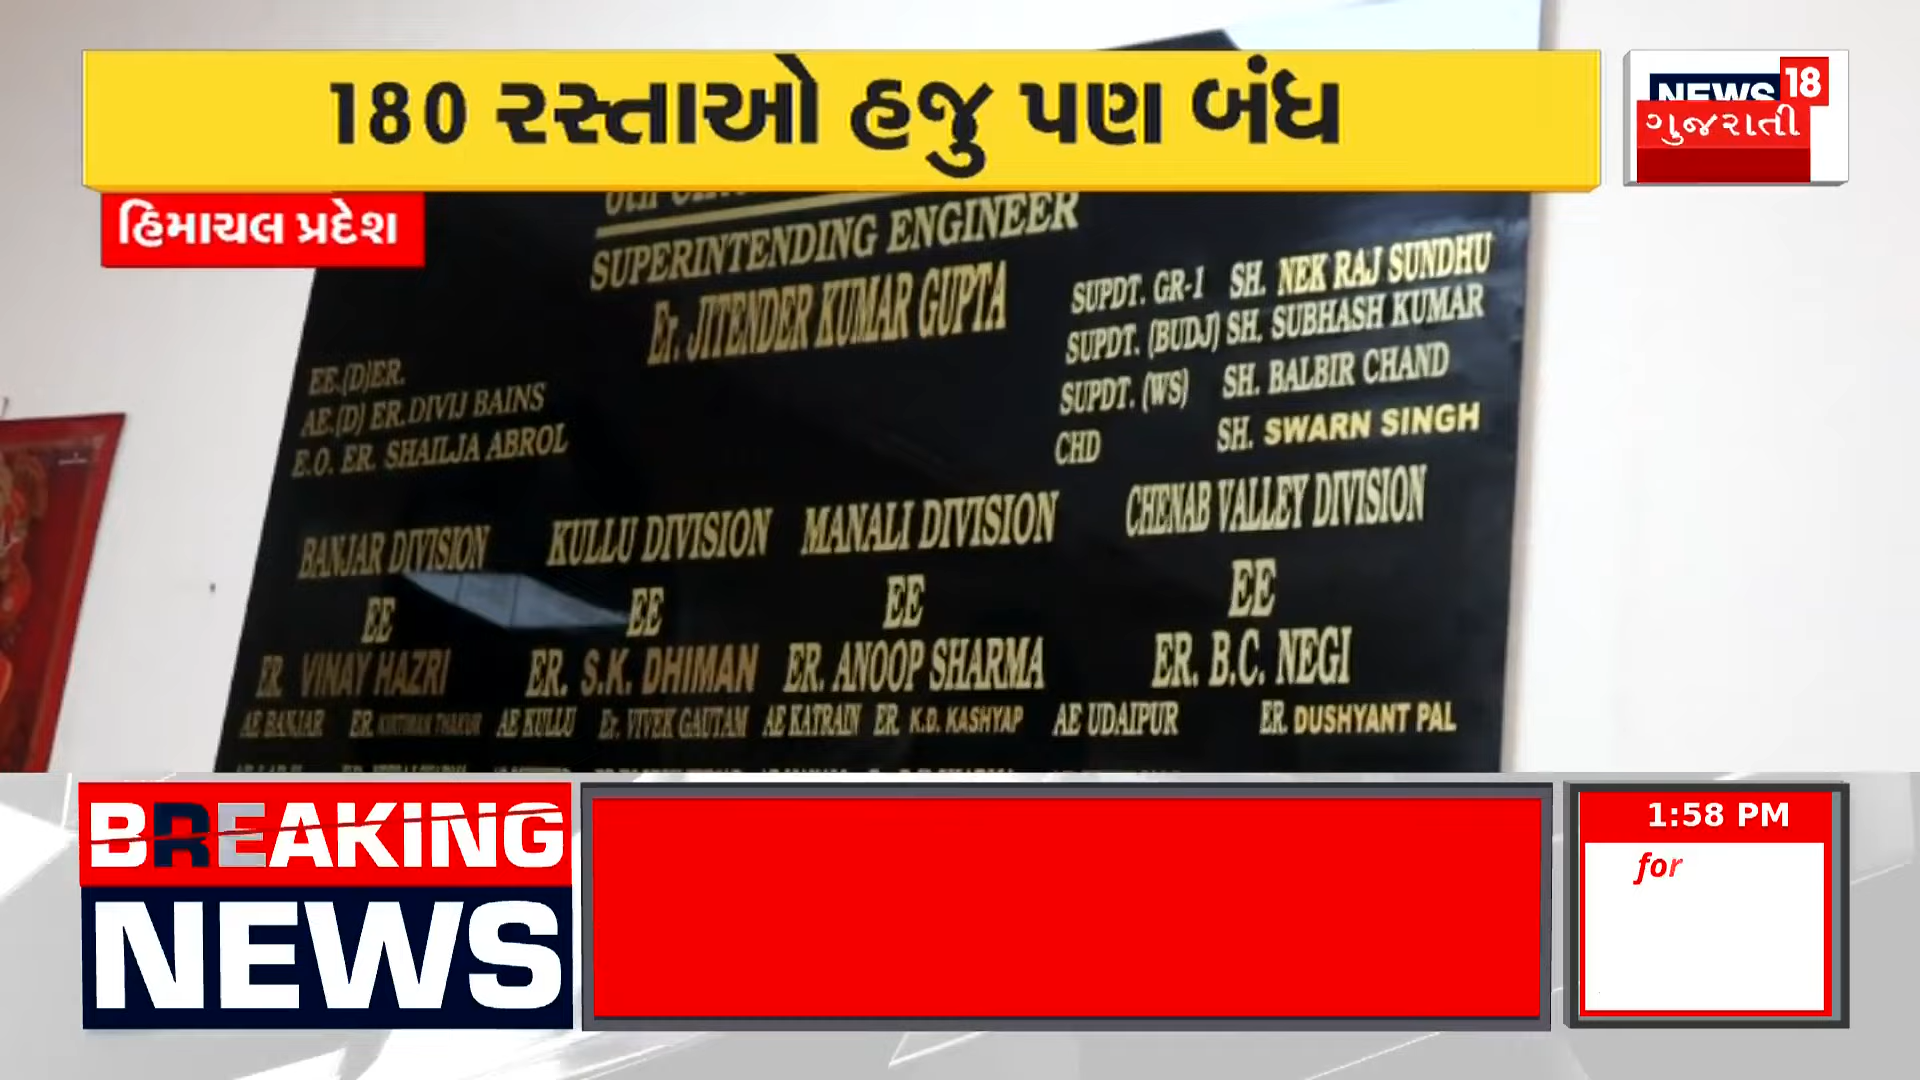 180 રસ્તાઓ હજુ પણ બંધ
NEWS 18
ગુજરાતી
હિમાચલ પ્રદેશ
SUPERINTENDING ENGINEER
Er. JITENDER KUMAR GUPTA
SUPDT. GR-1 SH. NEK RAJ SUNDHU
SUPDT. (BUDJ) SH. SUBHASH KUMAR
SUPDT. (WS) SH. BALBIR CHAND
CHD SH. SWARN SINGH
EE.(D)ER.
AE.(D) ER.DIVIJ BAINS
E.O. ER. SHAILJA ABROL
BANJAR DIVISION KULLU DIVISION MANALI DIVISION CHENAB VALLEY DIVISION
EE EE EE EE
ER. VINAY HAZRI ER. S.K. DHIMAN ER. ANOOP SHARMA ER. B.C. NEGI
AE BANJAR ER. THAKUR AE KULLU Er. VIVEK GAUTAM AE KATRAIN ER. K.D. KASHYAP AE UDAIPUR ER. DUSHYANT PAL
BREAKING
NEWS
1:58 PM
for